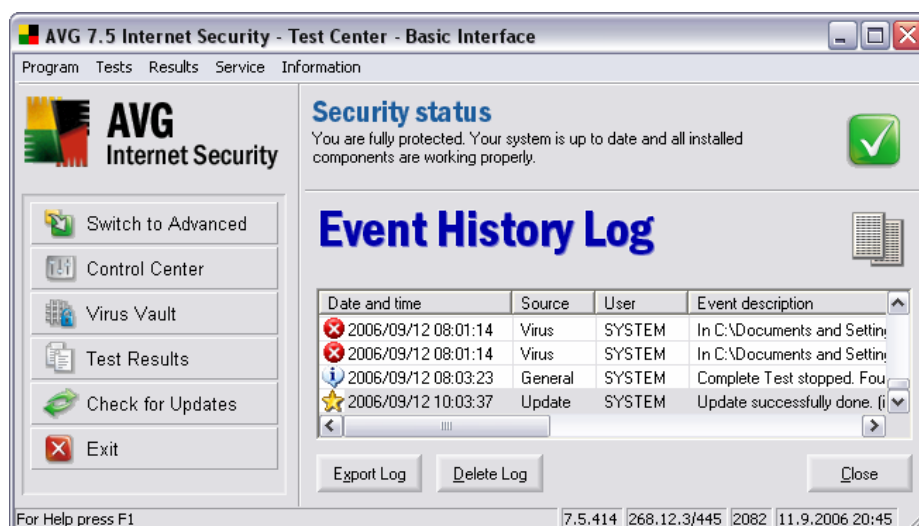 AVG 7.5 Internet Security - Test Center - Basic Interface
Program Tests Results Service Information
AVG
Internet Security
Switch to Advanced
Control Center
Virus Vault
Test Results
Check for Updates
Exit
Security status
You are fully protected. Your system is up to date and all installed
components are working properly.
Event History Log
Date and time Source User Event description
2006/09/12 08:01:14 Virus SYSTEM In C:\Documents and Setting
2006/09/12 08:01:14 Virus SYSTEM In C:\Documents and Setting
2006/09/12 08:03:23 General SYSTEM Complete Test stopped. Fou
2006/09/12 10:03:37 Update SYSTEM Update successfully done. (i
Export Log Delete Log Close
For Help press F1 7.5.414 268.12.3/445 2082 11.9.2006 20:45